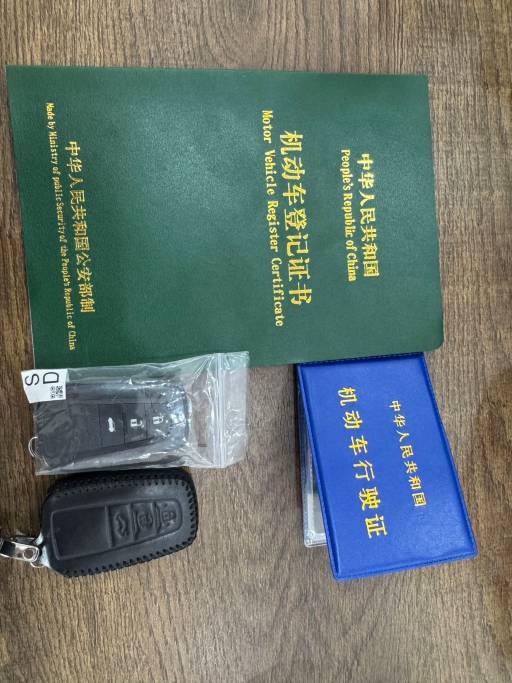 中华人民共和国
People's Republic of China
机动车登记证书
Motor Vehicle Register Certificate
中华人民共和国公安部制
Made by Ministry of public Security of the People's Republic of China
中华人民共和国
机动车行驶证
DS